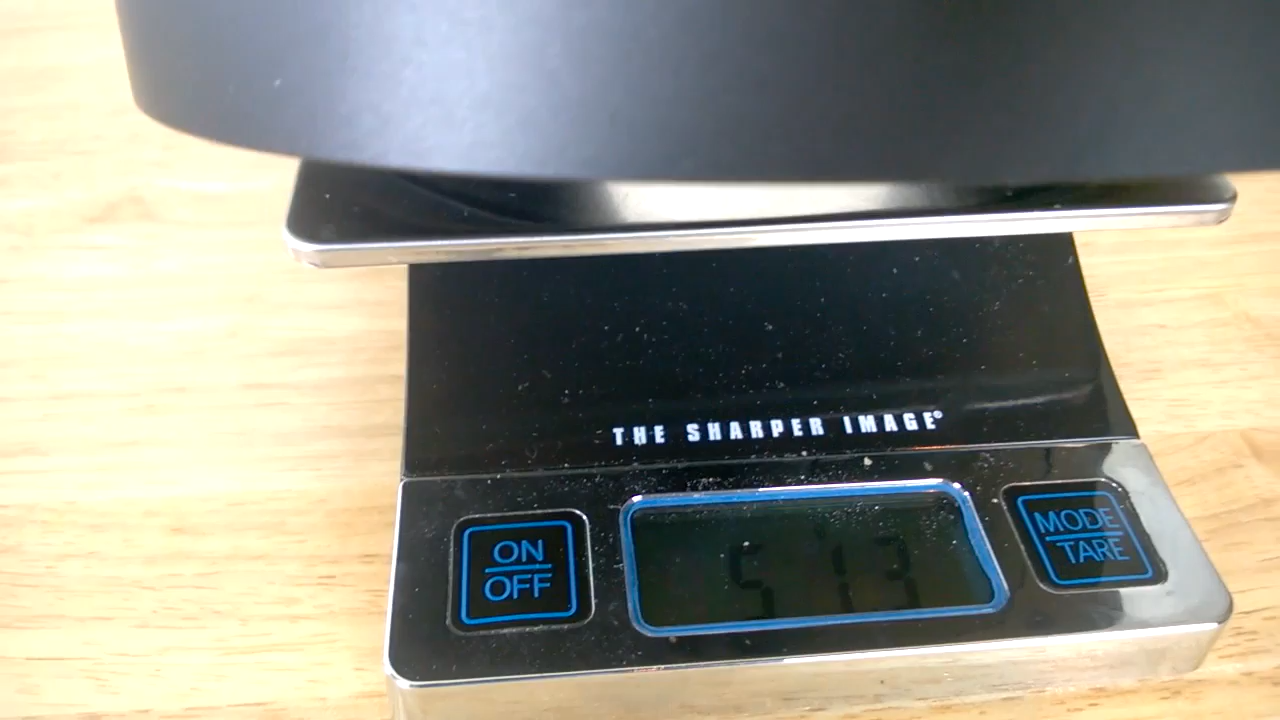 THE SHARPER IMAGE®
ON
OFF
513
MODE
TARE